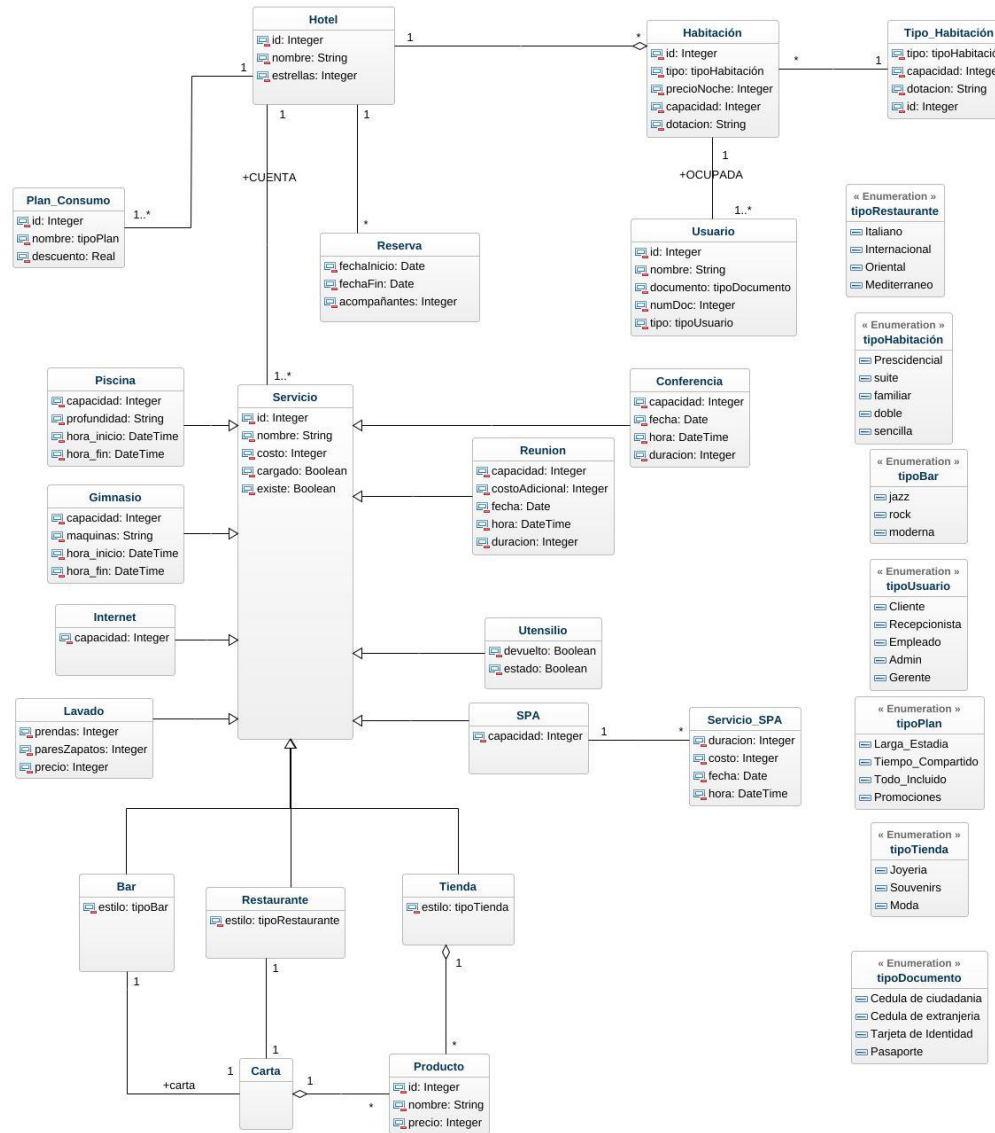 Hotel
id: Integer
nombre: String
estrellas: Integer
1
1
1
1
*
Habitación
id: Integer
tipo: tipoHabitación
precioNoche: Integer
capacidad: Integer
dotacion: String
*
1
Tipo_Habitación
tipo: tipoHabitació
capacidad: Intege
dotacion: String
id: Integer
+CUENTA
1
+OCUPADA
1..*
Plan_Consumo
id: Integer
nombre: tipoPlan
descuento: Real
1..*
*
Reserva
fechaInicio: Date
fechaFin: Date
acompañantes: Integer
Usuario
id: Integer
nombre: String
documento: tipoDocumento
numDoc: Integer
tipo: tipoUsuario
« Enumeration »
tipoRestaurante
Italiano
Internacional
Oriental
Mediterraneo
« Enumeration »
tipoHabitación
Prescidencial
suite
familiar
doble
sencilla
1..*
Piscina
capacidad: Integer
profundidad: String
hora_inicio: DateTime
hora_fin: DateTime
Servicio
id: Integer
nombre: String
costo: Integer
cargado: Boolean
existe: Boolean
Conferencia
capacidad: Integer
fecha: Date
hora: DateTime
duracion: Integer
Reunion
capacidad: Integer
costoAdicional: Integer
fecha: Date
hora: DateTime
duracion: Integer
« Enumeration »
tipoBar
jazz
rock
moderna
Gimnasio
capacidad: Integer
maquinas: String
hora_inicio: DateTime
hora_fin: DateTime
« Enumeration »
tipoUsuario
Cliente
Recepcionista
Empleado
Admin
Gerente
Internet
capacidad: Integer
Utensilio
devuelto: Boolean
estado: Boolean
Lavado
prendas: Integer
paresZapatos: Integer
precio: Integer
SPA
capacidad: Integer
1
*
Servicio_SPA
duracion: Integer
costo: Integer
fecha: Date
hora: DateTime
« Enumeration »
tipoPlan
Larga_Estadia
Tiempo_Compartido
Todo_Incluido
Promociones
« Enumeration »
tipoTienda
Joyeria
Souvenirs
Moda
Bar
estilo: tipoBar
Restaurante
estilo: tipoRestaurante
Tienda
estilo: tipoTienda
1
1
1
« Enumeration »
tipoDocumento
Cedula de ciudadania
Cedula de extranjeria
Tarjeta de Identidad
Pasaporte
+carta
1
1
Carta
1
*
*
Producto
id: Integer
nombre: String
precio: Integer